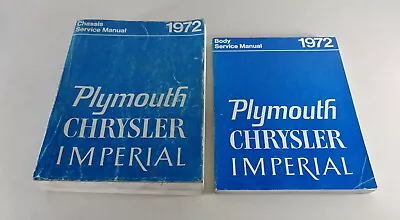 Chassis
Service Manual 1972
Plymouth
CHRYSLER
IMPERIAL
Body
Service Manual 1972
Plymouth
CHRYSLER
IMPERIAL